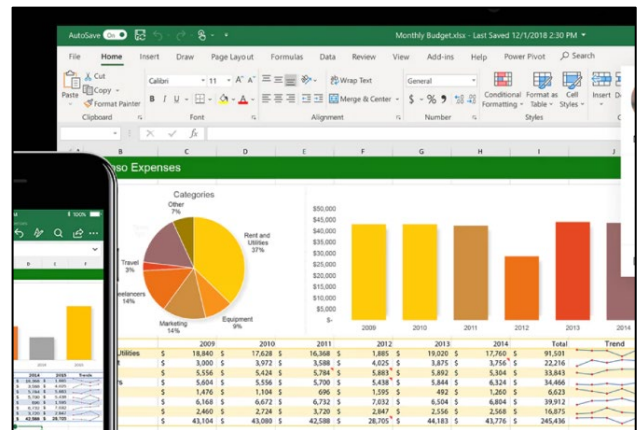 AutoSave On
Monthly Budget.xlsx - Last Saved 12/1/2018 2:30 PM
File Home Insert Draw Page Layout Formulas Data Review View Add-ins Help Power Pivot Search
Paste
Cut
Copy
Format Painter
Clipboard
Calibri 11 A A
B I U A
Font
Wrap Text
Merge & Center
Alignment
General
$ % 9
Number
Conditional Formatting
Format as Table
Cell Styles
Styles
Insert
fx
B C D E F G H I J
so Expenses
Categories
Other
7%
Rent and
Utilities
37%
Travel
3%
eelancers
14%
Marketing
14%
Equipment
9%
$50,000
$45,000
$40,000
$35,000
$30,000
$25,000
$20,000
$15,000
$10,000
$5,000
$-
2009 2010 2011 2012 2013 2014
2009 2010 2011 2012 2013 2014 Total Trend
Utilities $ 18,840 $ 17,628 $ 16,368 $ 1,885 $ 19,020 $ 17,760 $ 91,501
t $ 3,000 $ 3,972 $ 3,588 $ 4,025 $ 3,875 $ 3,756 $ 22,216
$ 5,556 $ 5,424 $ 5,784 $ 5,883 $ 5,892 $ 5,304 $ 33,843
rs $ 5,604 $ 5,556 $ 5,700 $ 5,438 $ 5,844 $ 6,324 $ 34,466
$ 1,476 $ 1,104 $ 696 $ 1,595 $ 492 $ 1,260 $ 6,623
$ 6,168 $ 6,672 $ 6,732 $ 7,032 $ 6,504 $ 6,804 $ 39,912
$ 2,460 $ 2,724 $ 3,720 $ 2,847 $ 2,556 $ 2,568 $ 16,875
$ 43,104 $ 43,080 $ 42,588 $ 28,705 $ 44,183 $ 43,776 $ 245,436
100%
2014 2015 Trends